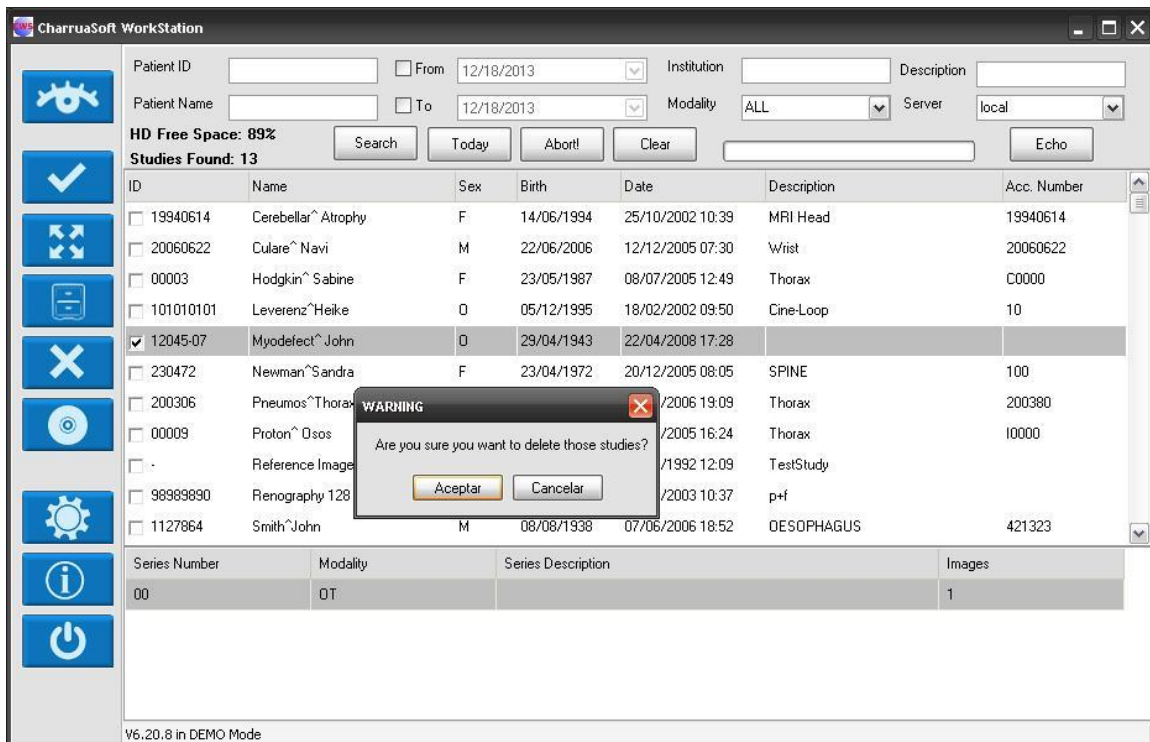 CWS CharruaSoft WorkStation
Patient ID From 12/18/2013 Institution Description
Patient Name To 12/18/2013 Modality ALL Server local
HD Free Space: 89%
Studies Found: 13
Search Today Abort! Clear Echo
ID Name Sex Birth Date Description Acc. Number
19940614 Cerebellar^ Atrophy F 14/06/1994 25/10/2002 10:39 MRI Head 19940614
20060622 Culare^ Navi M 22/06/2006 12/12/2005 07:30 Wrist 20060622
00003 Hodgkin^ Sabine F 23/05/1987 08/07/2005 12:49 Thorax C0000
101010101 Leverenz^Heike O 05/12/1995 18/02/2002 09:50 Cine-Loop 10
12045-07 Myodefect^ John O 29/04/1943 22/04/2008 17:28
230472 Newman^Sandra F 23/04/1972 20/12/2005 08:05 SPINE 100
200306 Pneumos^Thorax /2006 19:09 Thorax 200380
00009 Proton^ Osos /2005 16:24 Thorax I0000
- Reference Image /1992 12:09 TestStudy
98989890 Renography 128 /2003 10:37 p+f
1127864 Smith^John M 08/08/1938 07/06/2006 18:52 OESOPHAGUS 421323
WARNING
Are you sure you want to delete those studies?
Aceptar Cancelar
Series Number Modality Series Description Images
00 OT 1
V6.20.8 in DEMO Mode